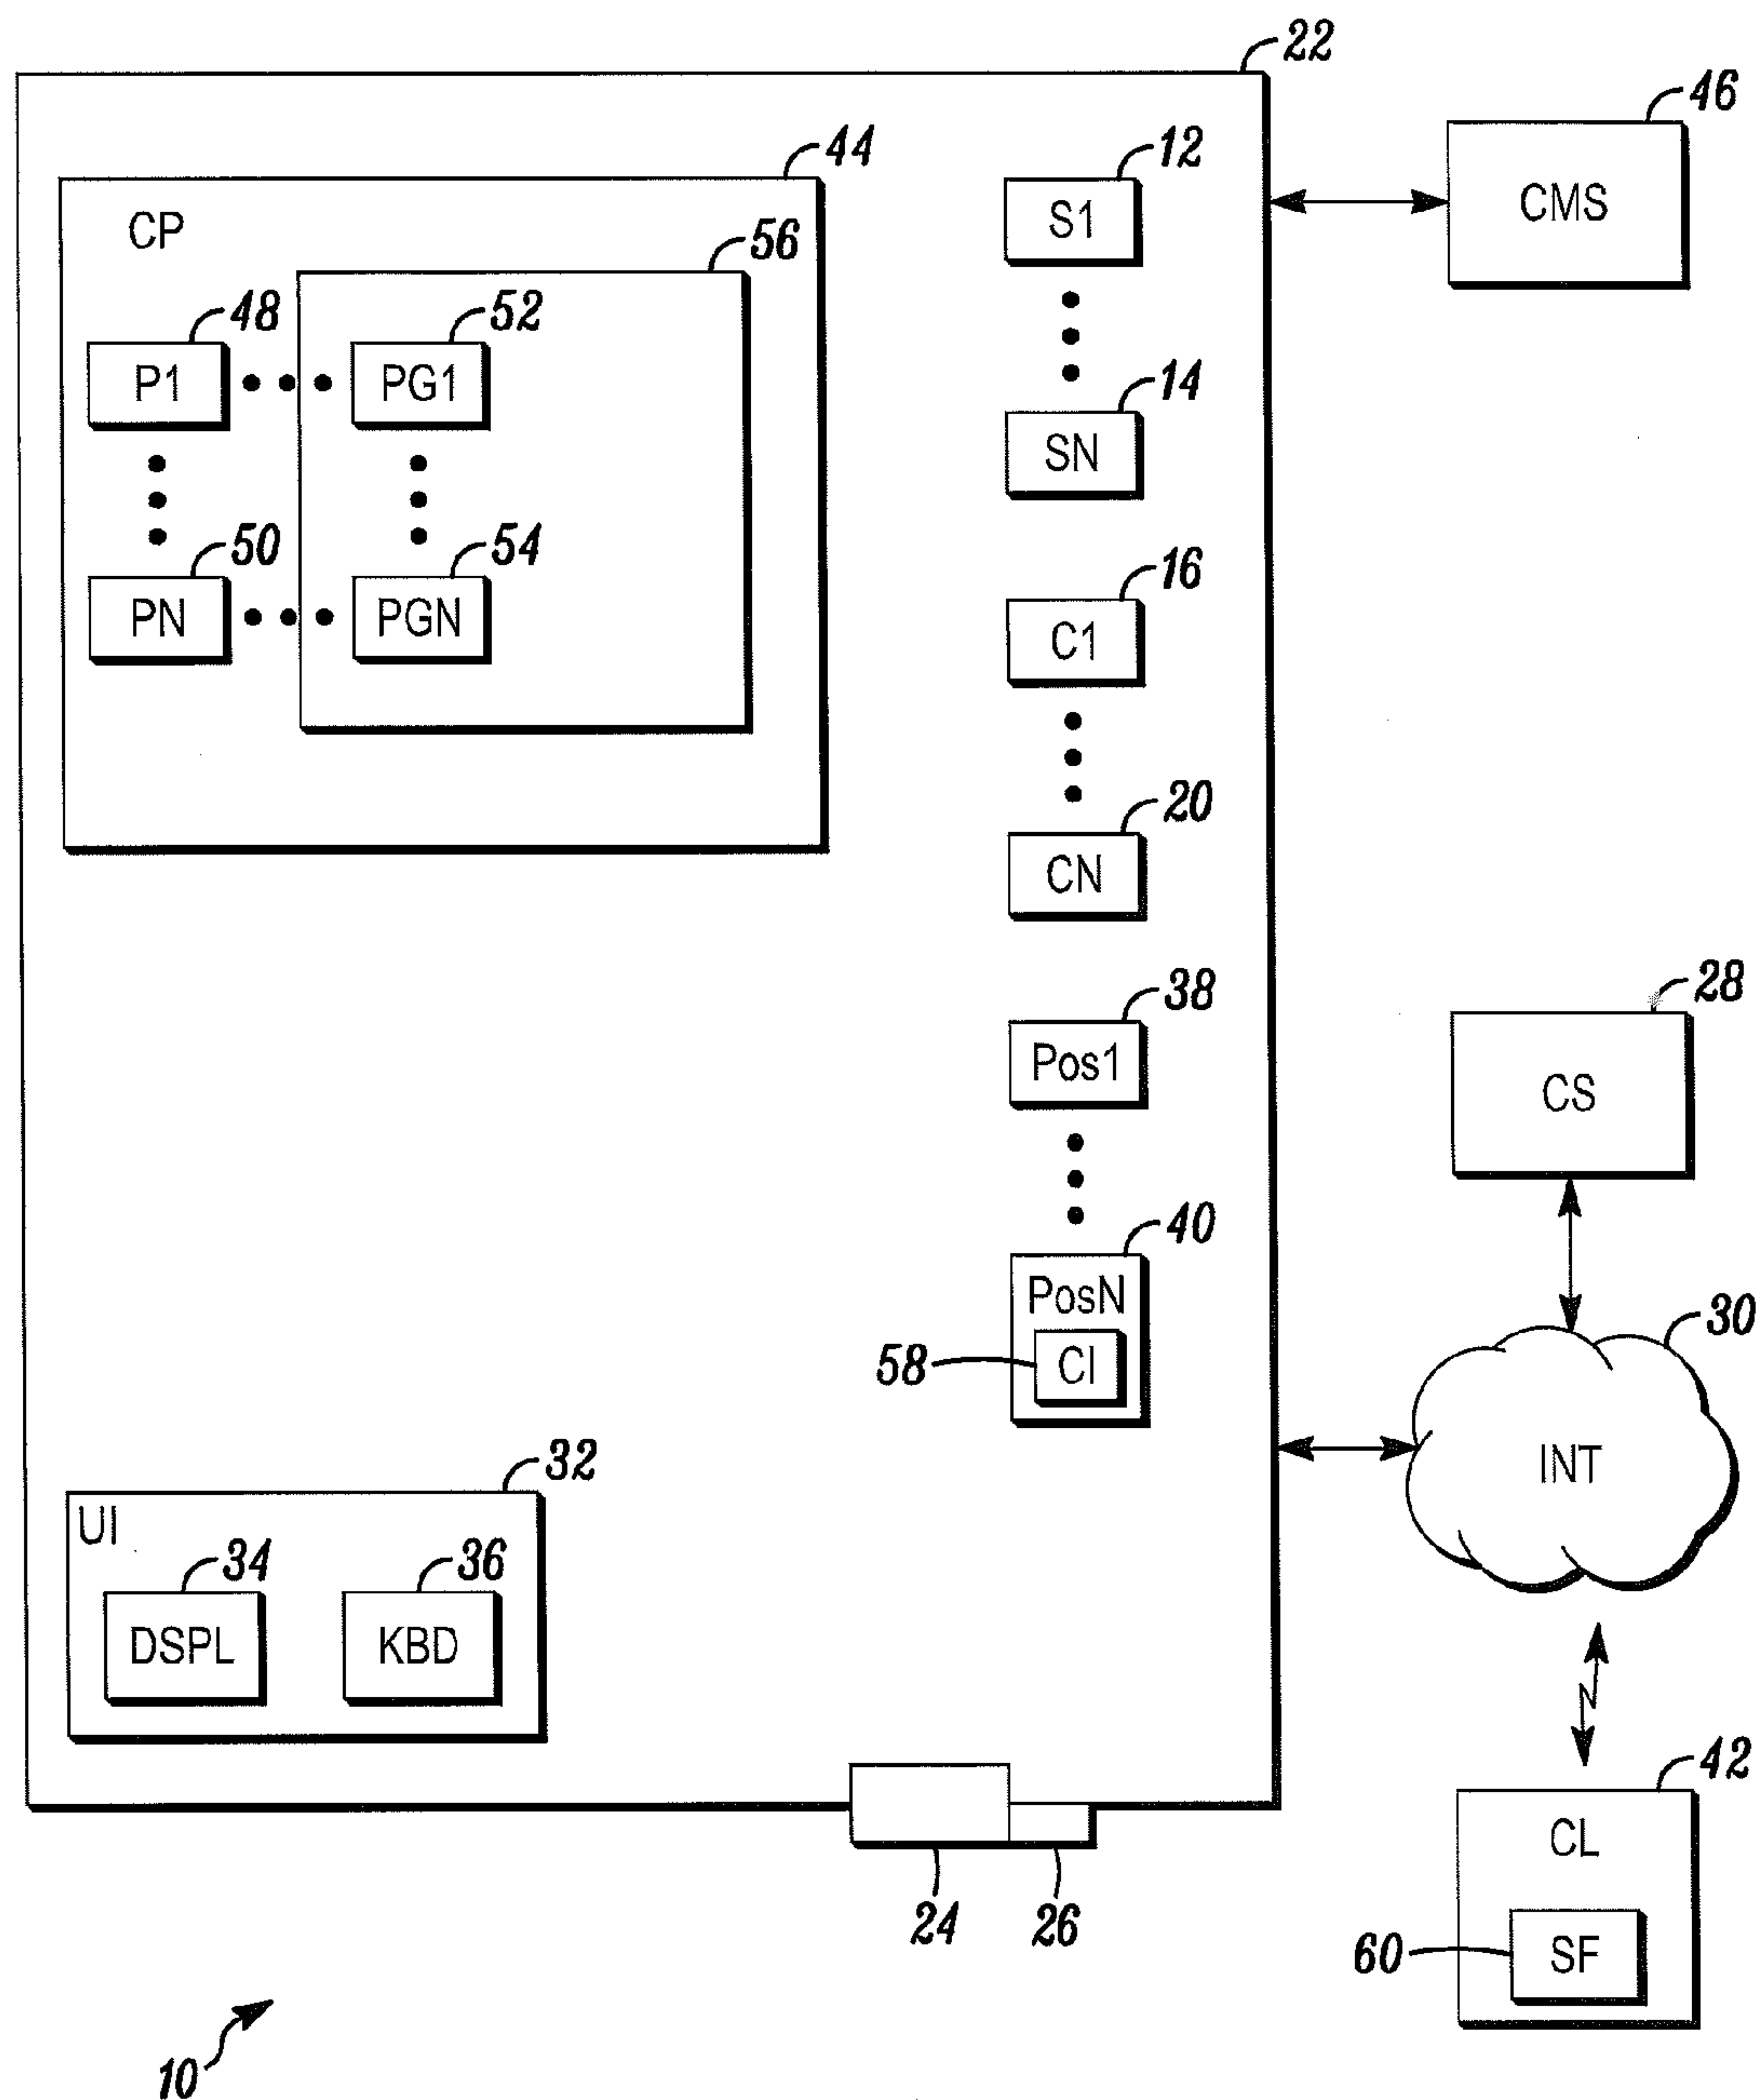 22
46
44
12
CP
S1
CMS
56
48
52
P1
PG1
14
SN
50
54
PN
PGN
16
C1
20
CN
38
28
Pos1
CS
40
PosN
30
58
CI
INT
32
UI
34
36
DSPL
KBD
42
CL
24
26
60
SF
10